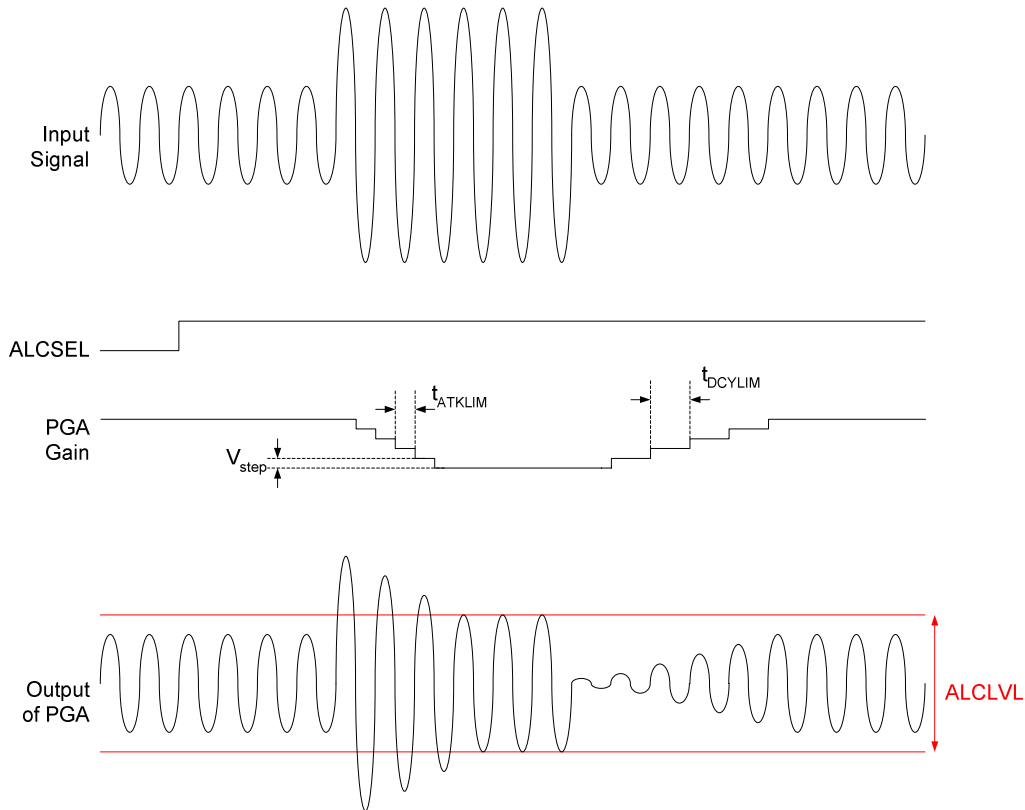 Input
Signal
ALCSEL
tATKLIM
tDCYLIM
PGA
Gain
Vstep
Output
of PGA
ALCLVL